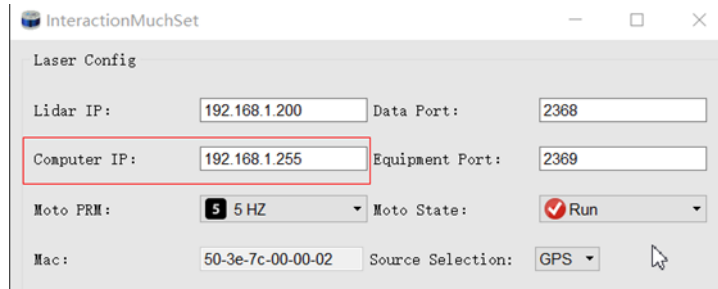 InteractionMuchSet
Laser Config
Lidar IP: 192.168.1.200 Data Port: 2368
Computer IP: 192.168.1.255 Equipment Port: 2369
Moto PRM: 5 5 HZ Moto State: Run
Mac: 50-3e-7c-00-00-02 Source Selection: GPS